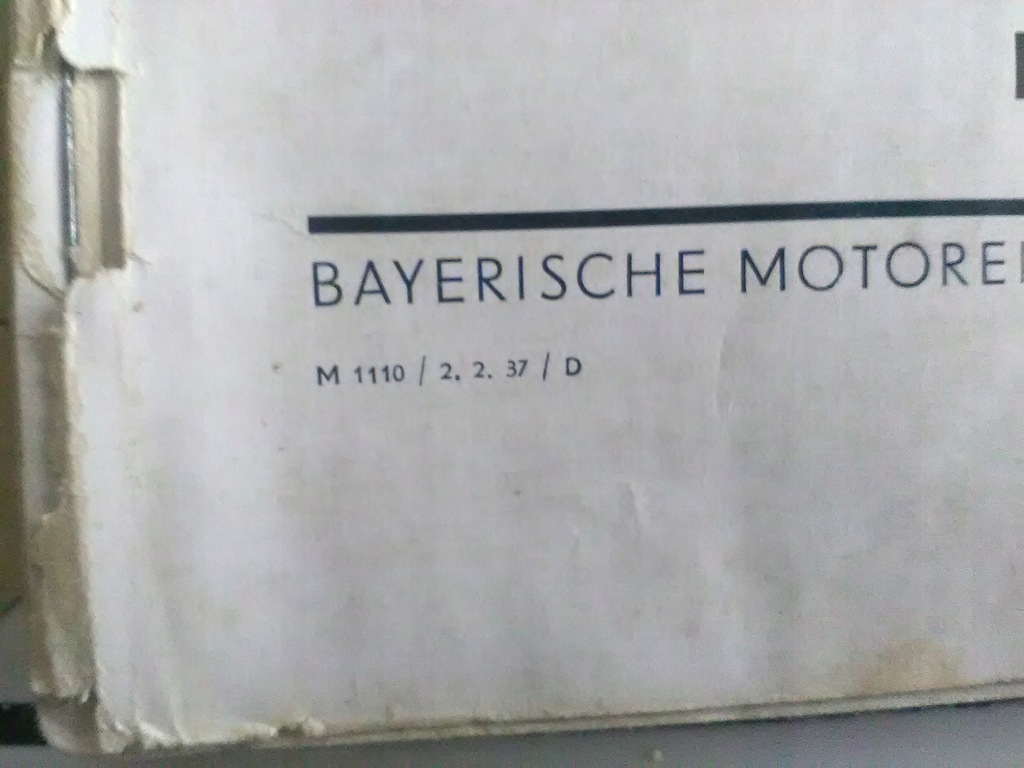 BAYERISCHE MOTORE
M 1110 / 2. 2. 37 / D